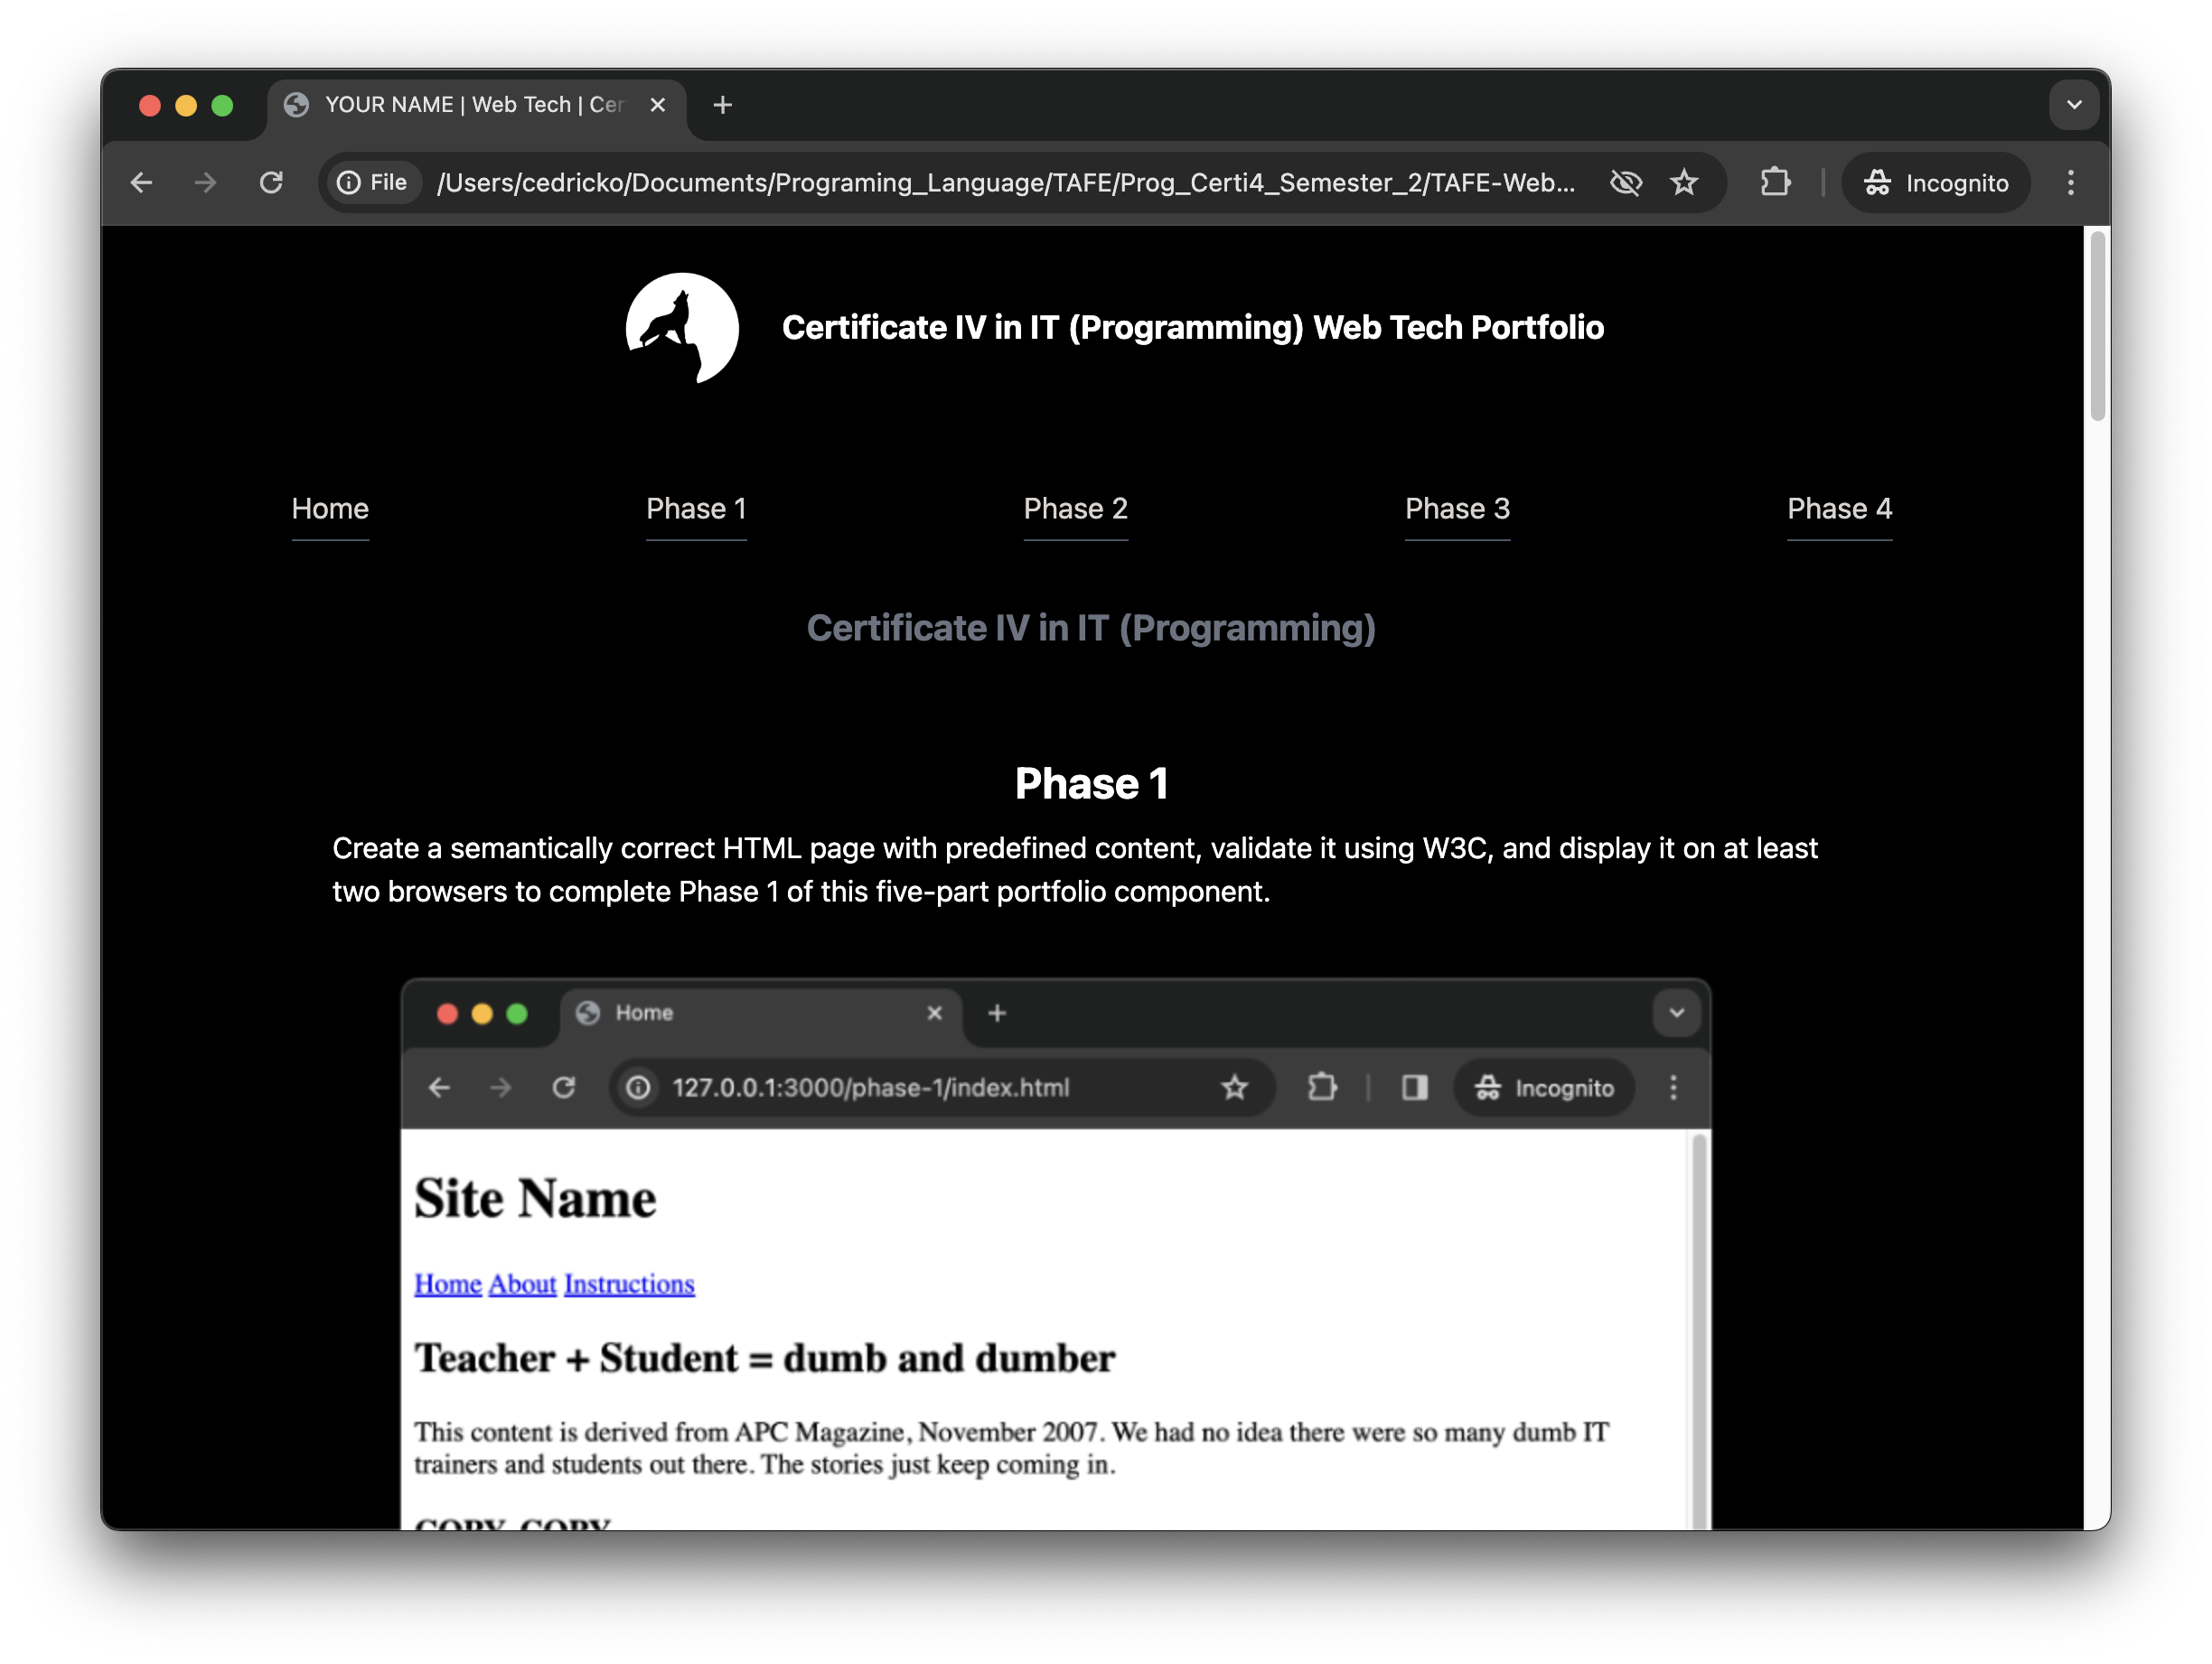 YOUR NAME | Web Tech | Cer
File /Users/cedricko/Documents/Programing_Language/TAFE/Prog_Certi4_Semester_2/TAFE-Web... Incognito
Certificate IV in IT (Programming) Web Tech Portfolio
Home Phase 1 Phase 2 Phase 3 Phase 4
Certificate IV in IT (Programming)
Phase 1
Create a semantically correct HTML page with predefined content, validate it using W3C, and display it on at least
two browsers to complete Phase 1 of this five-part portfolio component.
Home
127.0.0.1:3000/phase-1/index.html Incognito
Site Name
Home About Instructions
Teacher + Student = dumb and dumber
This content is derived from APC Magazine, November 2007. We had no idea there were so many dumb IT
trainers and students out there. The stories just keep coming in.
COPY, COPY